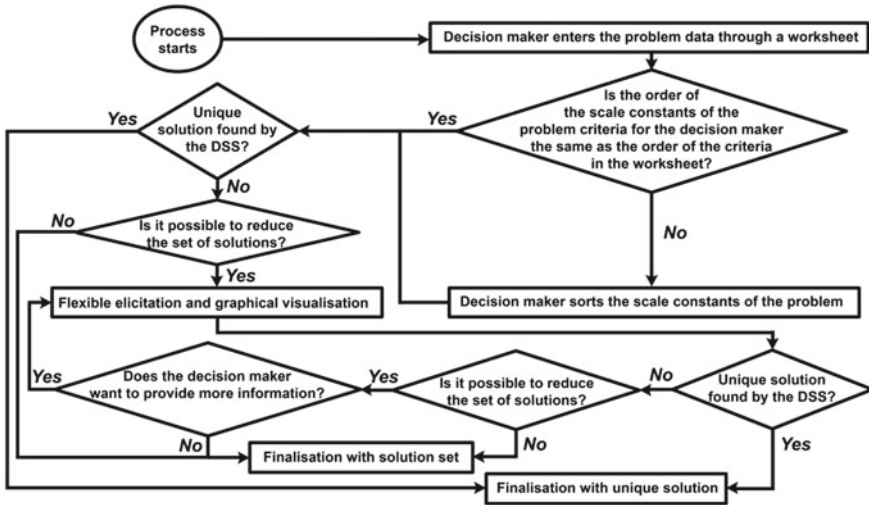 Process
starts
Decision maker enters the problem data through a worksheet
Is the order of
the scale constants of the
problem criteria for the decision maker
the same as the order of the criteria
in the worksheet?
Yes
No
Decision maker sorts the scale constants of the problem
Unique
solution found by
the DSS?
Yes
No
Is it possible to reduce
the set of solutions?
No
Yes
Flexible elicitation and graphical visualisation
Unique solution
found by the DSS?
No
Yes
Is it possible to reduce
the set of solutions?
Yes
No
Does the decision maker
want to provide more information?
Yes
No
Finalisation with solution set
Finalisation with unique solution